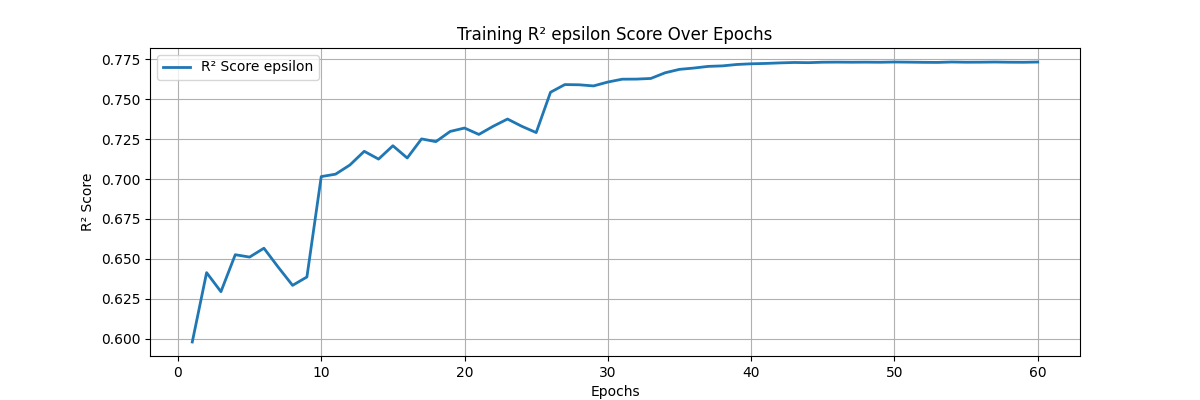 Training R² epsilon Score Over Epochs
R² Score epsilon
R² Score
0.775
0.750
0.725
0.700
0.675
0.650
0.625
0.600
0 10 20 30 40 50 60
Epochs